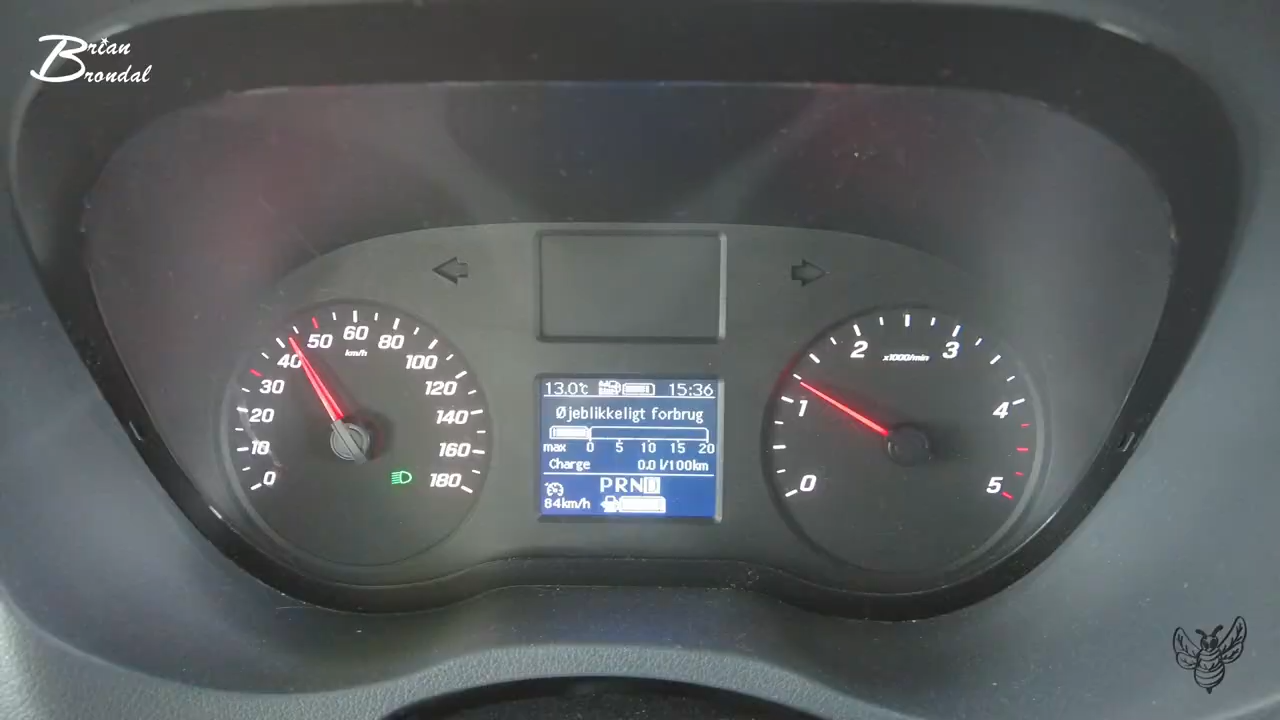 Brian
Brondal
0
10
20
30
40
50
60
80
100
120
140
160
180
km/h
13.0°c
15:36
Øjeblikkeligt forbrug
max 0 5 10 15 20
Charge 0.0 l/100km
PRND
84km/h
0
1
2
3
4
5
x1000/min